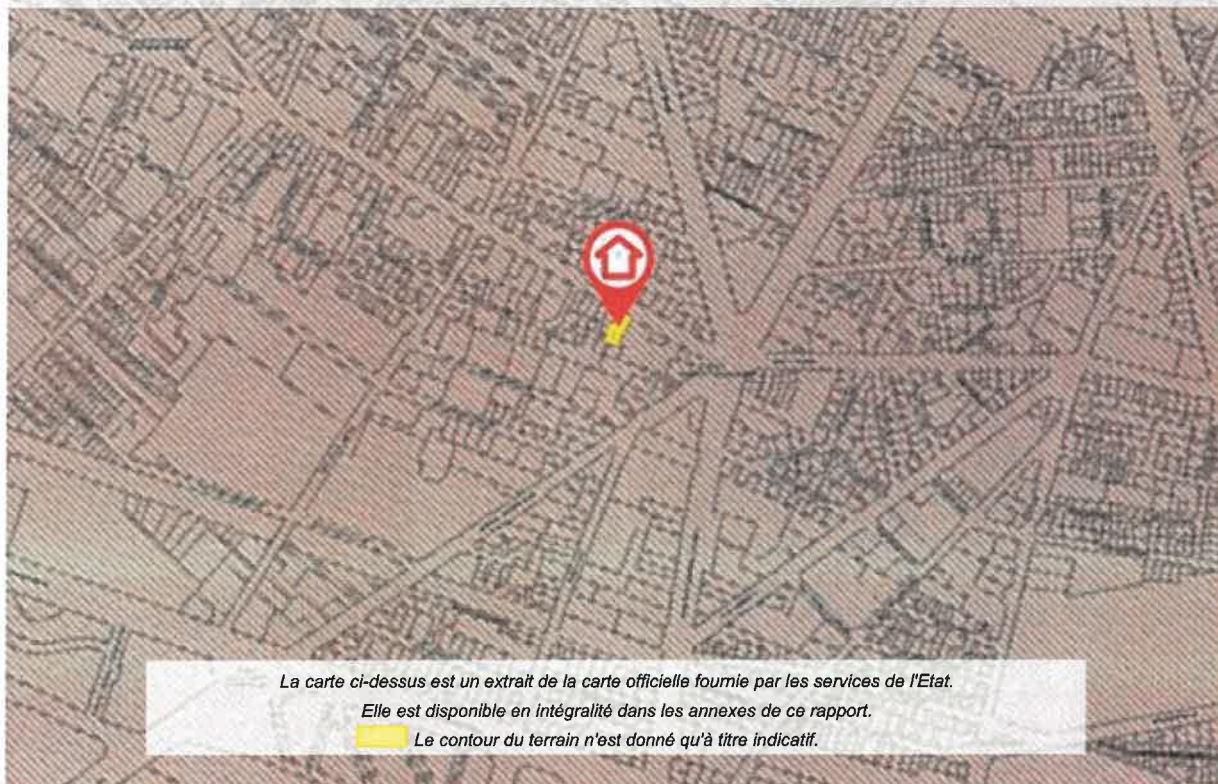 La carte ci-dessus est un extrait de la carte officielle fournie par les services de l'Etat.
Elle est disponible en intégralité dans les annexes de ce rapport.
Le contour du terrain n'est donné qu'à titre indicatif.